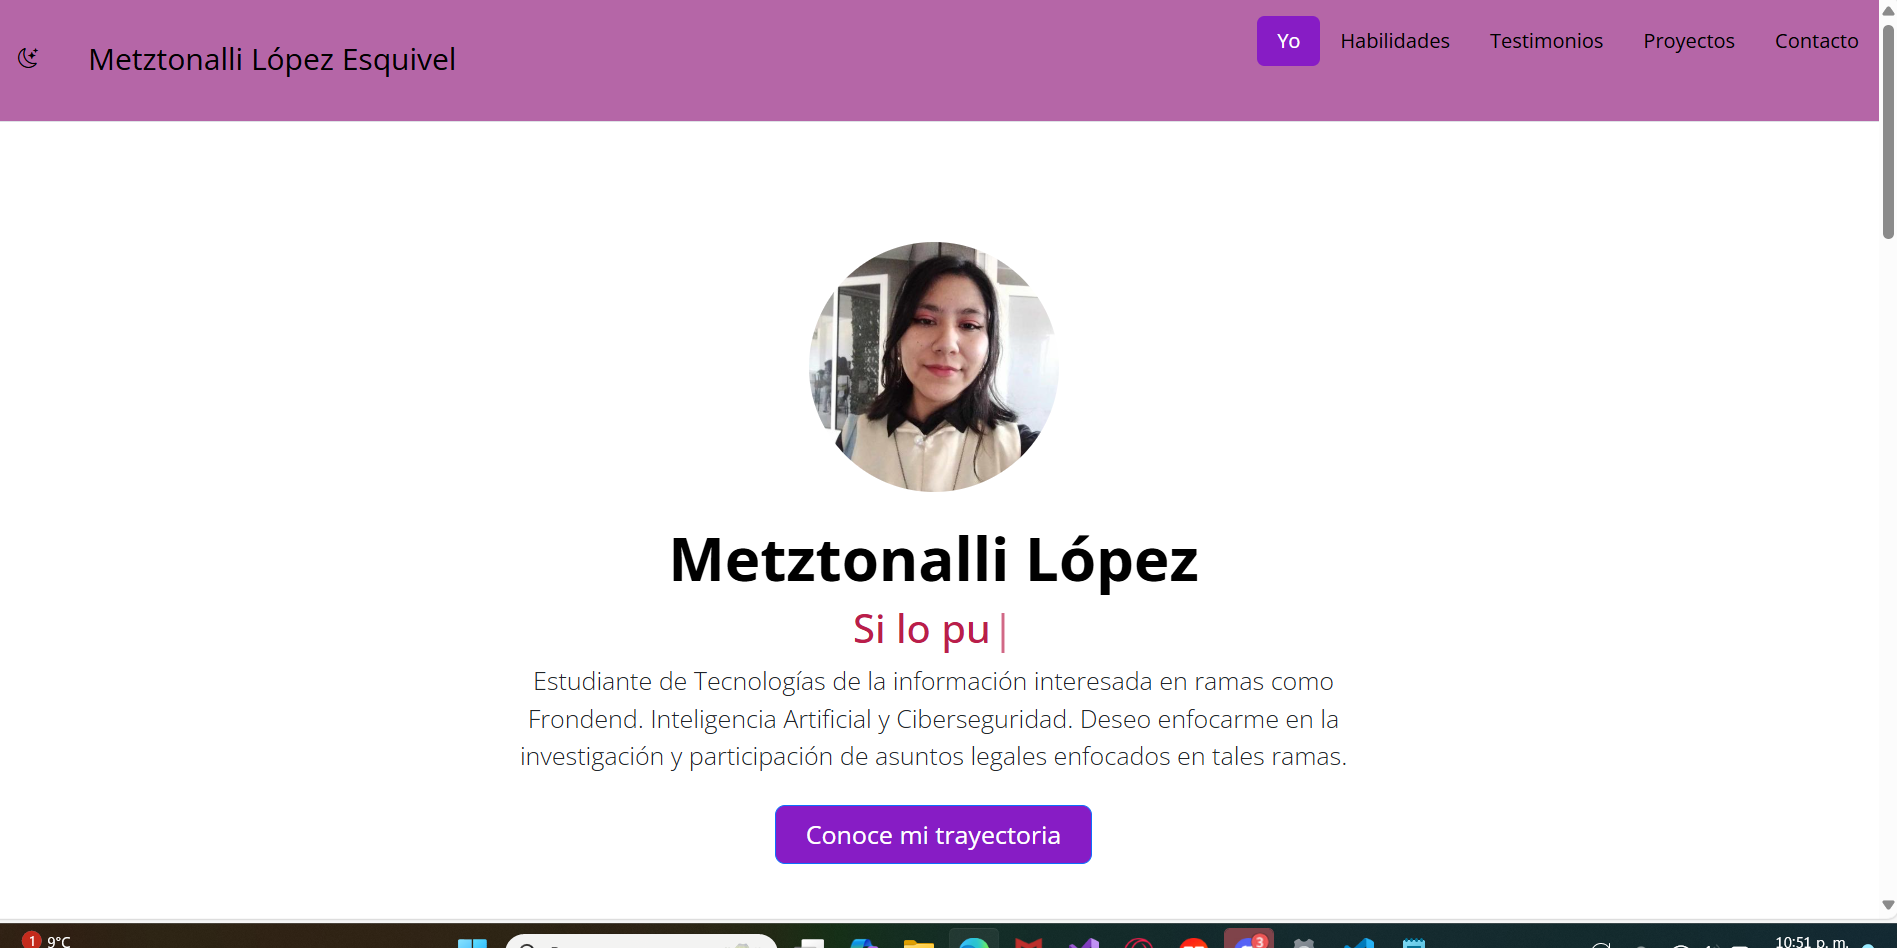 Metztonalli López Esquivel
Yo Habilidades Testimonios Proyectos Contacto
Metztonalli López
Si lo pu
Estudiante de Tecnologías de la información interesada en ramas como
Frondend. Inteligencia Artificial y Ciberseguridad. Deseo enfocarme en la
investigación y participación de asuntos legales enfocados en tales ramas.
Conoce mi trayectoria
1 9°C
3
10:51 p. m.